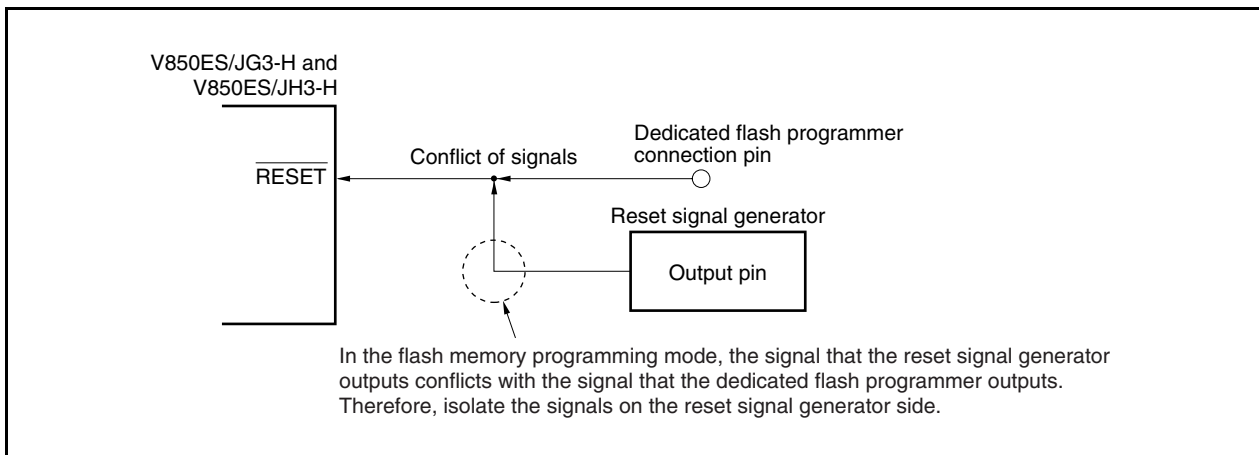 V850ES/JG3-H and
V850ES/JH3-H
RESET
Conflict of signals
Dedicated flash programmer
connection pin
Reset signal generator
Output pin
In the flash memory programming mode, the signal that the reset signal generator
outputs conflicts with the signal that the dedicated flash programmer outputs.
Therefore, isolate the signals on the reset signal generator side.